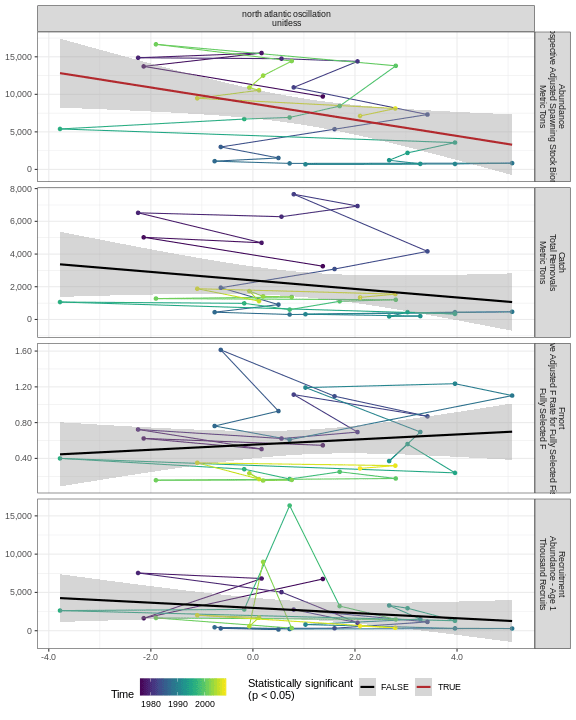 north atlantic oscillation
unitless
Abundance
Adjusted Spawning Stock
Metric Tons
15,000
10,000
5,000
0
Catch
Total Removals
Metric Tons
8,000
6,000
4,000
2,000
0
Fmort
Adjusted F Rate for Fully Selected
Fully Selected F
1.60
1.20
0.80
0.40
Recruitment
Abundance - Age 1
Thousand Recruits
15,000
10,000
5,000
0
-4.0 -2.0 0.0 2.0 4.0
Time 1980 1990 2000
Statistically significant
(p < 0.05)
FALSE TRUE